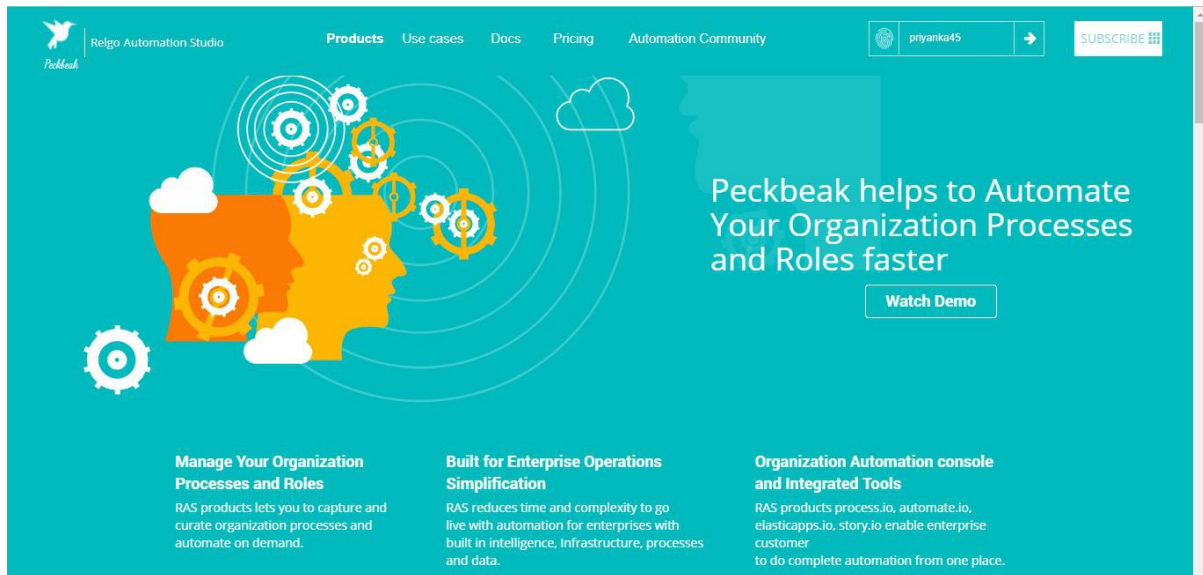 Peckbeak
Relgo Automation Studio
Products
Use cases
Docs
Pricing
Automation Community
priyanka45
SUBSCRIBE
Peckbeak helps to Automate
Your Organization Processes
and Roles faster
Watch Demo
Manage Your Organization
Processes and Roles
RAS products lets you to capture and
curate organization processes and
automate on demand.
Built for Enterprise Operations
Simplification
RAS reduces time and complexity to go
live with automation for enterprises with
built in intelligence, Infrastructure, processes
and data.
Organization Automation console
and Integrated Tools
RAS products process.io, automate.io,
elasticapps.io, story.io enable enterprise
customer
to do complete automation from one place.